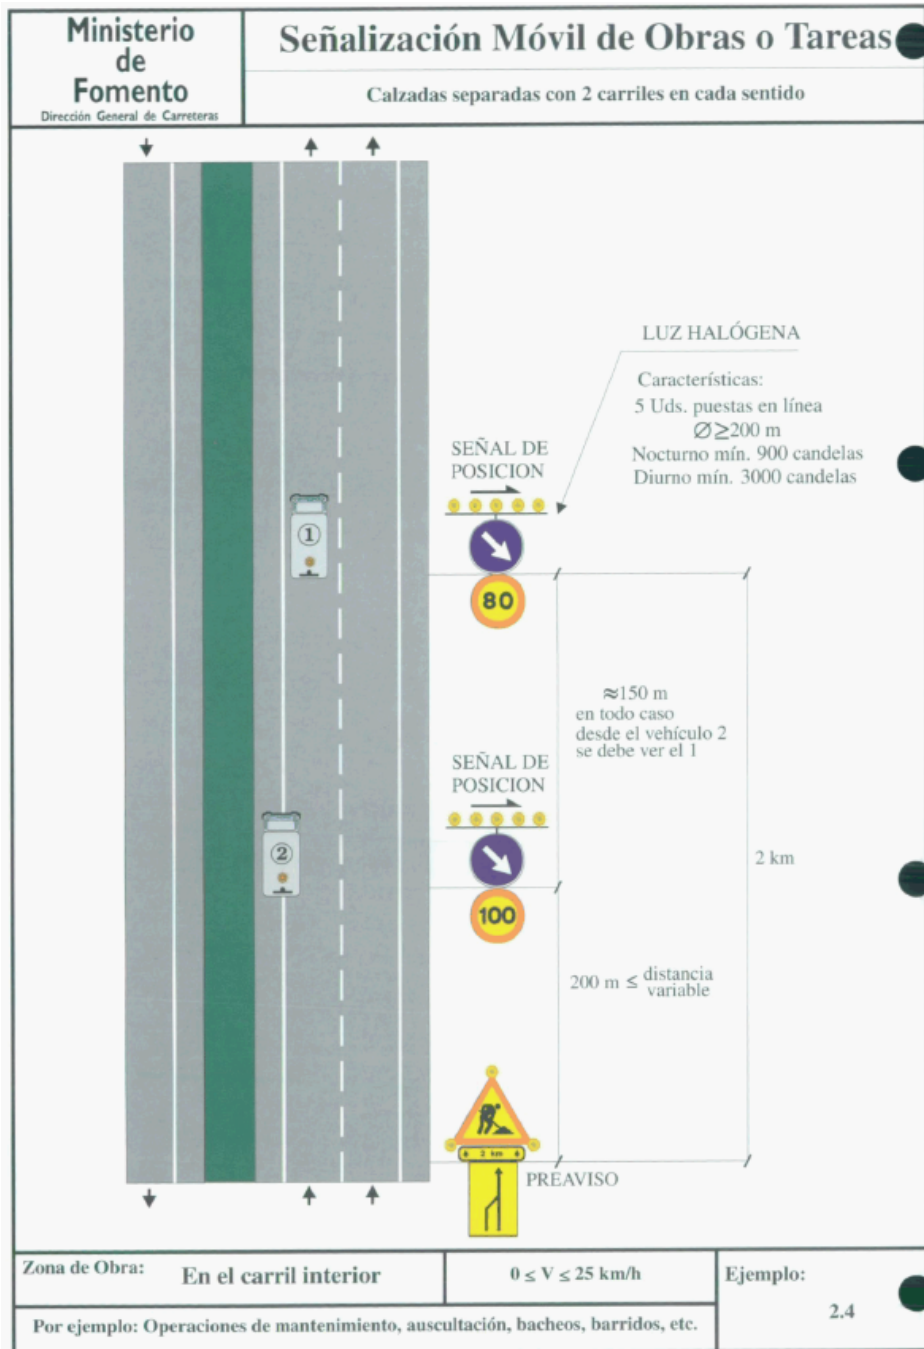 Ministerio
de
Fomento
Dirección General de Carreteras
Señalización Móvil de Obras o Tareas
Calzadas separadas con 2 carriles en cada sentido
LUZ HALÓGENA
Características:
5 Uds. puestas en línea
Ø≥200 m
Nocturno mín. 900 candelas
Diurno mín. 3000 candelas
SEÑAL DE
POSICION
1
80
≈150 m
en todo caso
desde el vehículo 2
se debe ver el 1
SEÑAL DE
POSICION
2
100
2 km
200 m ≤ distancia
variable
2 km
PREAVISO
Zona de Obra: En el carril interior
0 ≤ V ≤ 25 km/h
Ejemplo:
2.4
Por ejemplo: Operaciones de mantenimiento, auscultación, bacheos, barridos, etc.